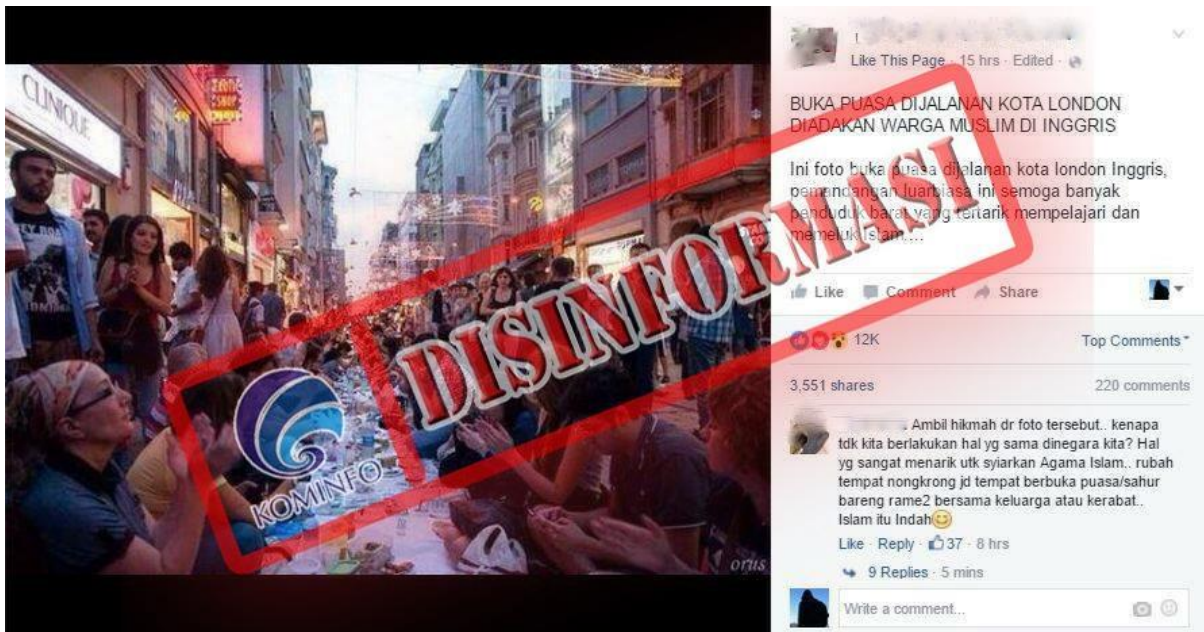 CLINIQUE
EROTIC
SHOP
DISINFORMASI
KOMINFO
orus
Like This Page · 15 hrs · Edited ·
BUKA PUASA DIJALANAN KOTA LONDON
DIADAKAN WARGA MUSLIM DI INGGRIS
Ini foto buka puasa dijalanan kota london Inggris,
pemandangan luarbiasa ini semoga banyak
penduduk barat yang tertarik mempelajari dan
memeluk Islam....
Like Comment Share
12K
Top Comments
3,551 shares
220 comments
. Ambil hikmah dr foto tersebut.. kenapa
tdk kita berlakukan hal yg sama dinegara kita? Hal
yg sangat menarik utk syiarkan Agama Islam.. rubah
tempat nongkrong jd tempat berbuka puasa/sahur
bareng rame2 bersama keluarga atau kerabat..
Islam itu Indah
Like · Reply · 37 · 8 hrs
9 Replies · 5 mins
Write a comment...